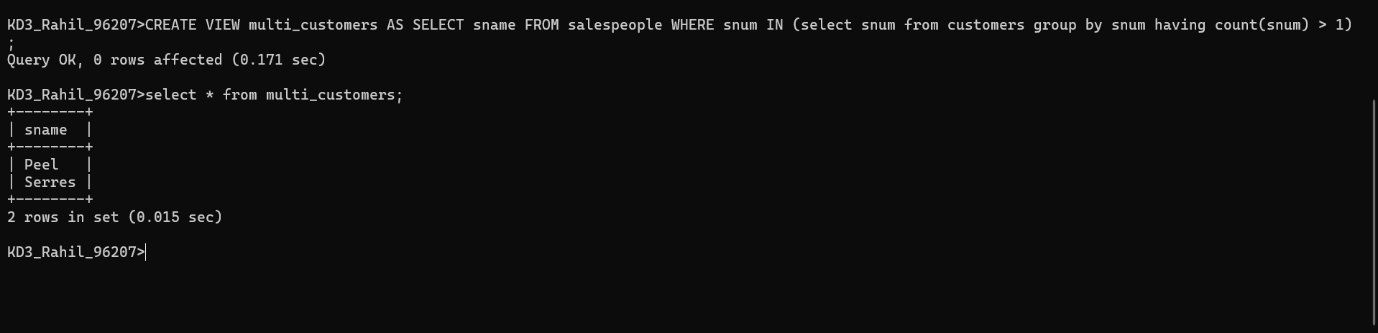 KD3_Rahil_96207>CREATE VIEW multi_customers AS SELECT sname FROM salespeople WHERE snum IN (select snum from customers group by snum having count(snum) > 1)
;
Query OK, 0 rows affected (0.171 sec)
KD3_Rahil_96207>select * from multi_customers;
+--------+
| sname  |
+--------+
| Peel   |
| Serres |
+--------+
2 rows in set (0.015 sec)
KD3_Rahil_96207>